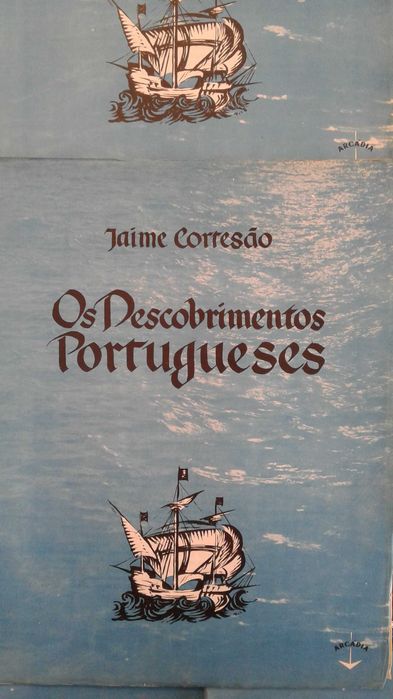 ARCADIA
Jaime Cortesão
Os Descobrimentos
Portugueses
ARCADIA